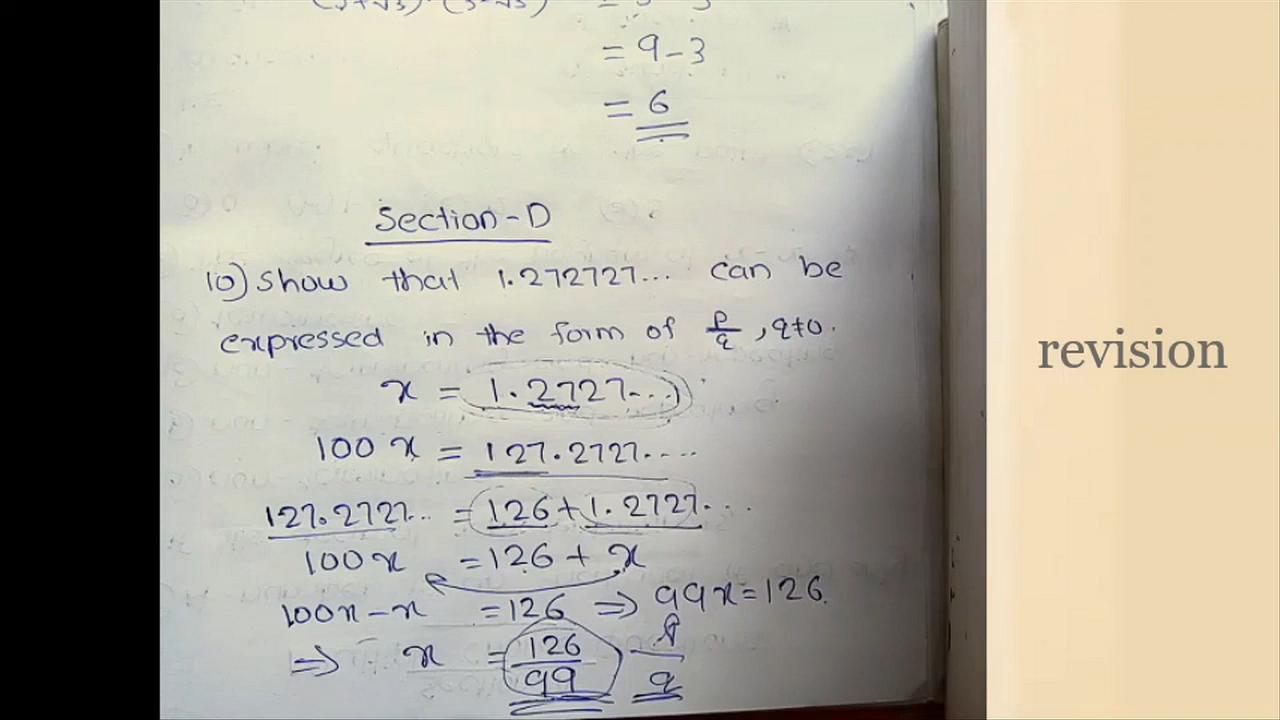 = 9 - 3
= 6
Section - D
10) Show that 1.272727... can be
expressed in the form of p/q, q≠0.
x = 1.2727...
100 x = 127.2727....
127.2727... = 126 + 1.2727...
100x = 126 + x
100x - x = 126 ⇒ 99x = 126.
⇒ x = 126/99 p/q
revision